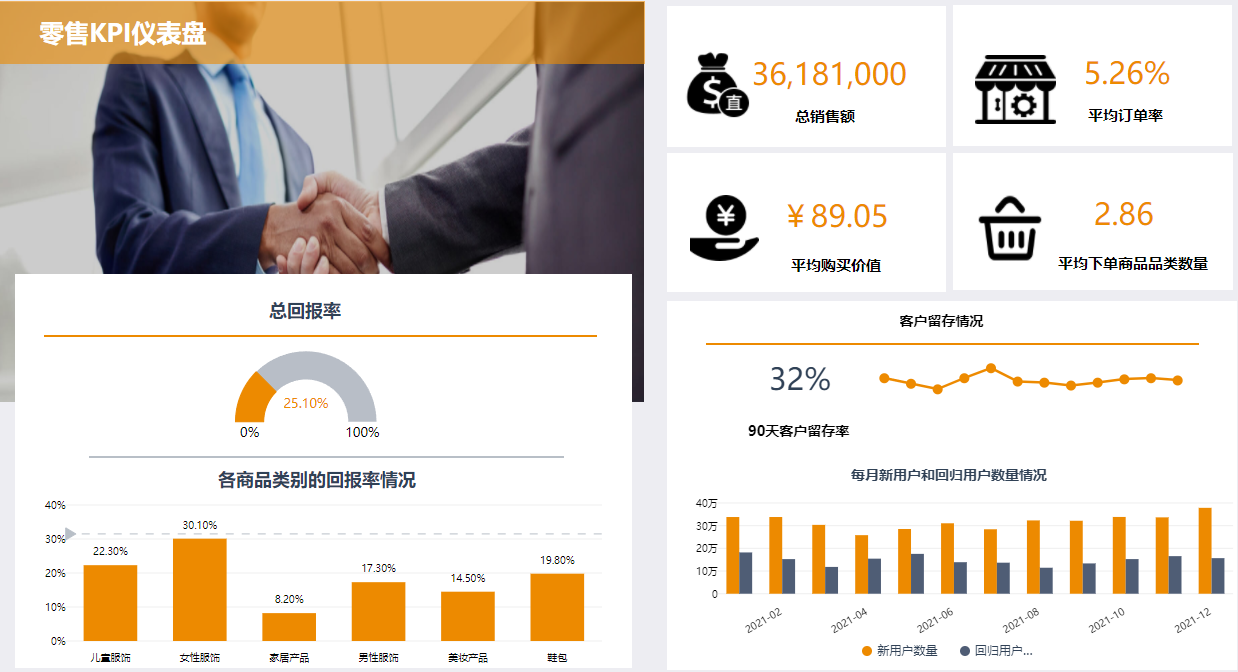 零售KPI仪表盘
总回报率
25.10%
0%
100%
各商品类别的回报率情况
40%
30%
20%
10%
0%
22.30%
30.10%
8.20%
17.30%
14.50%
19.80%
儿童服饰
女性服饰
家居产品
男性服饰
美妆产品
鞋包
$
直
36,181,000
总销售额
5.26%
平均订单率
¥
¥89.05
平均购买价值
2.86
平均下单商品品类数量
客户留存情况
32%
90天客户留存率
每月新用户和回归用户数量情况
40万
30万
20万
10万
0
2021-02
2021-04
2021-06
2021-08
2021-10
2021-12
新用户数量
回归用户...